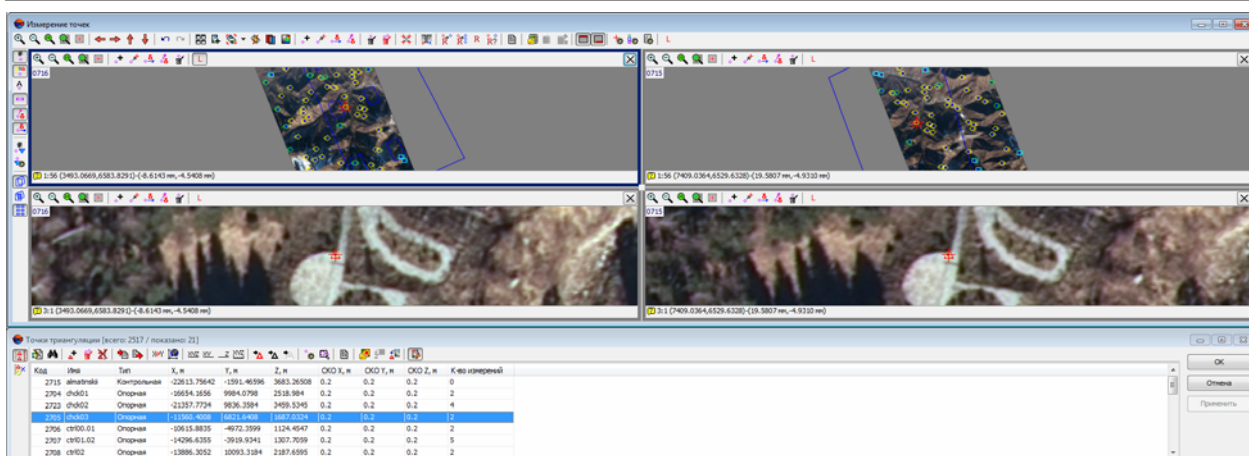 Измерение точек
L
L
L
0716
0715
1:56 (3493.0669,6583.8291)-(-8.6143 мм,-4.5408 мм)
1:56 (7409.0364,6529.6328)-(19.5807 мм,-4.9310 мм)
L
L
0716
0715
3:1 (3493.0669,6583.8291)-(-8.6143 мм,-4.5408 мм)
3:1 (7409.0364,6529.6328)-(19.5807 мм,-4.9310 мм)
Точки триангуляции [всего: 2517 / показано: 21]
OK
Отмена
Применить
Код Имя Тип X, м Y, м Z, м СКО X, м СКО Y, м СКО Z, м К-во измерений
2715 almatinski Контрольная -22613.75642 -1591.46596 3683.26508 0.2 0.2 0.2 0
2704 chck01 Опорная -16654.1656 9984.0798 2518.984 0.2 0.2 0.2 2
2723 chck02 Опорная -21357.7734 9836.3584 3459.5345 0.2 0.2 0.2 4
2705 chck03 Опорная -11560.4008 6821.6408 1687.0324 0.2 0.2 0.2 2
2706 ctrl00.01 Опорная -10615.8835 -4972.3599 1124.4547 0.2 0.2 0.2 2
2707 ctrl01.02 Опорная -14296.6355 -3919.9341 1307.7059 0.2 0.2 0.2 5
2708 ctrl02 Опорная -13886.3052 10093.3184 2187.6595 0.2 0.2 0.2 2